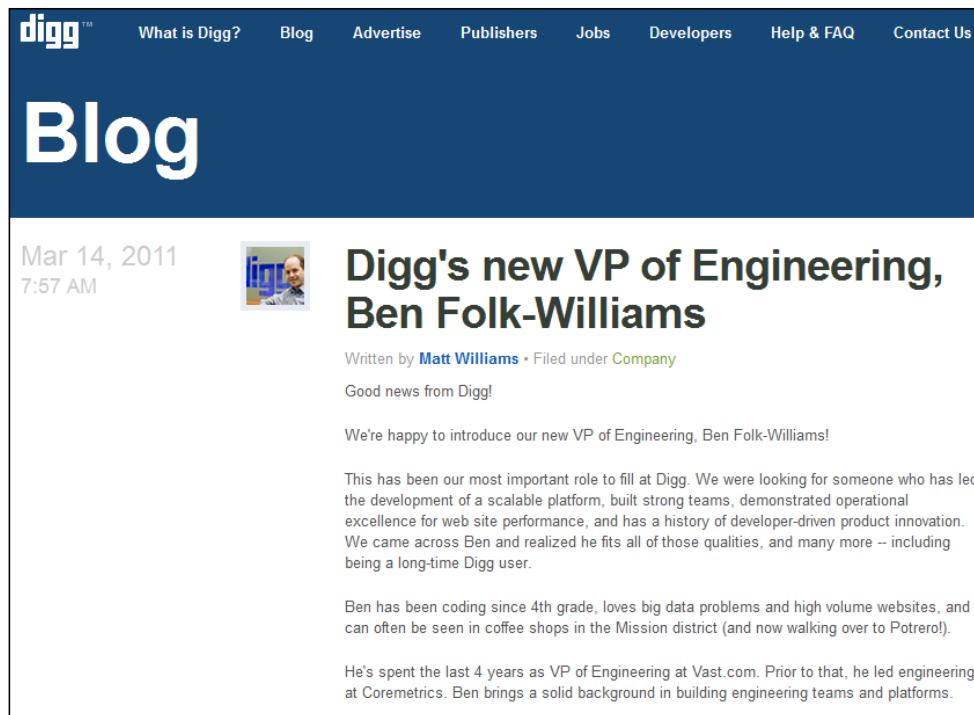 digg™ What is Digg? Blog Advertise Publishers Jobs Developers Help & FAQ Contact Us
Blog
Mar 14, 2011
7:57 AM
digg
Digg's new VP of Engineering,
Ben Folk-Williams
Written by Matt Williams • Filed under Company
Good news from Digg!
We're happy to introduce our new VP of Engineering, Ben Folk-Williams!
This has been our most important role to fill at Digg. We were looking for someone who has led
the development of a scalable platform, built strong teams, demonstrated operational
excellence for web site performance, and has a history of developer-driven product innovation.
We came across Ben and realized he fits all of those qualities, and many more -- including
being a long-time Digg user.
Ben has been coding since 4th grade, loves big data problems and high volume websites, and
can often be seen in coffee shops in the Mission district (and now walking over to Potrero!).
He's spent the last 4 years as VP of Engineering at Vast.com. Prior to that, he led engineering
at Coremetrics. Ben brings a solid background in building engineering teams and platforms.